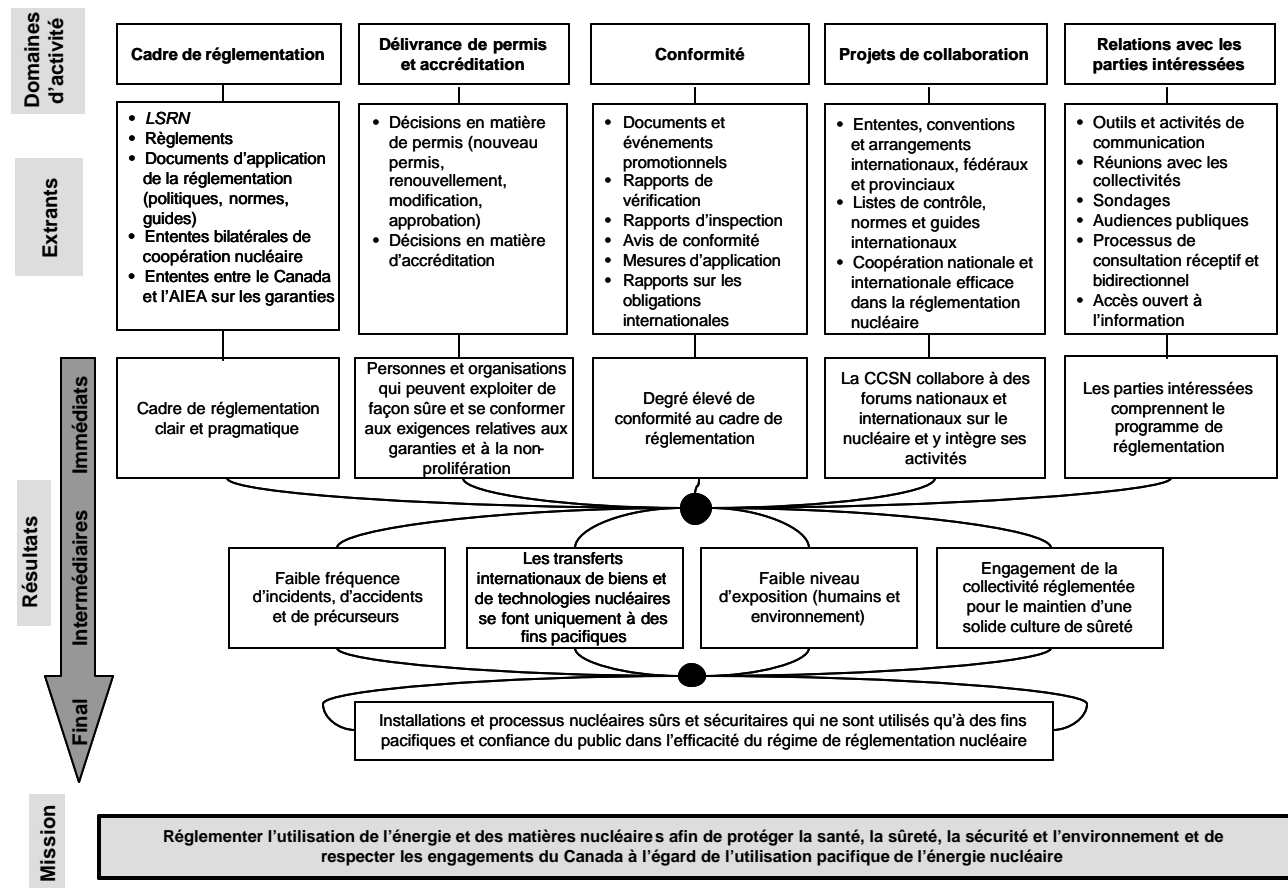 Domaines
d'activité
Cadre de réglementation
Délivrance de permis
et accréditation
Conformité
Projets de collaboration
Relations avec les
parties intéressées
Extrants
• LSRN
• Règlements
• Documents d'application
de la réglementation
(politiques, normes,
guides)
• Ententes bilatérales de
coopération nucléaire
• Ententes entre le Canada
et l'AIEA sur les garanties
• Décisions en matière
de permis (nouveau
permis,
renouvellement,
modification,
approbation)
• Décisions en matière
d'accréditation
• Documents et
événements
promotionnels
• Rapports de
vérification
• Rapports d'inspection
• Avis de conformité
• Mesures d'application
• Rapports sur les
obligations
internationales
• Ententes, conventions
et arrangements
internationaux, fédéraux
et provinciaux
• Listes de contrôle,
normes et guides
internationaux
• Coopération nationale et
internationale efficace
dans la réglementation
nucléaire
• Outils et activités de
communication
• Réunions avec les
collectivités
• Sondages
• Audiences publiques
• Processus de
consultation réceptif et
bidirectionnel
• Accès ouvert à
l'information
Résultats
Immédiats
Cadre de réglementation
clair et pragmatique
Personnes et organisations
qui peuvent exploiter de
façon sûre et se conformer
aux exigences relatives aux
garanties et à la non-
prolifération
Degré élevé de
conformité au cadre de
réglementation
La CCSN collabore à des
forums nationaux et
internationaux sur le
nucléaire et y intègre ses
activités
Les parties intéressées
comprennent le
programme de
réglementation
Intermédiaires
Faible fréquence
d'incidents, d'accidents
et de précurseurs
Les transferts
internationaux de biens et
de technologies nucléaires
se font uniquement à des
fins pacifiques
Faible niveau
d'exposition (humains et
environnement)
Engagement de la
collectivité réglementée
pour le maintien d'une
solide culture de sûreté
Final
Installations et processus nucléaires sûrs et sécuritaires qui ne sont utilisés qu'à des fins
pacifiques et confiance du public dans l'efficacité du régime de réglementation nucléaire
Mission
Réglementer l'utilisation de l'énergie et des matières nucléaires afin de protéger la santé, la sûreté, la sécurité et l'environnement et de
respecter les engagements du Canada à l'égard de l'utilisation pacifique de l'énergie nucléaire